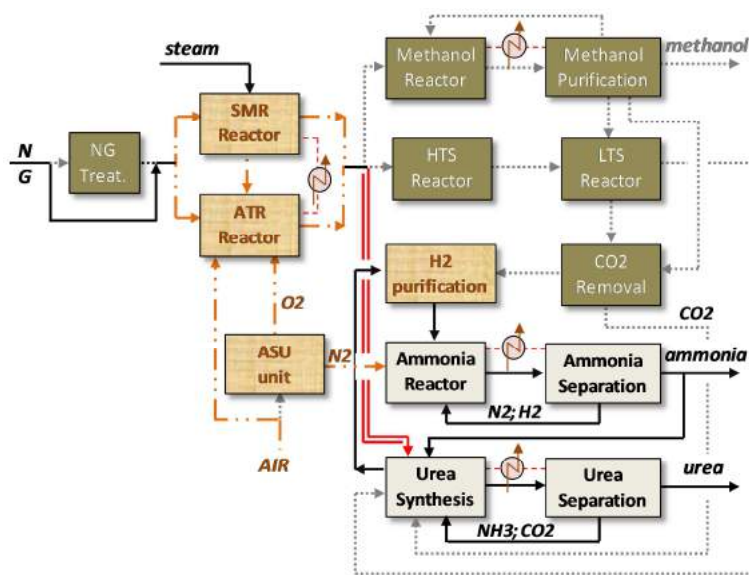 steam
Methanol
Reactor
Methanol
Purification
methanol
SMR
Reactor
N
G
NG
Treat.
HTS
Reactor
LTS
Reactor
ATR
Reactor
H2
purification
CO2
Removal
O2
CO2
ASU
unit
N2
Ammonia
Reactor
Ammonia
Separation
ammonia
N2; H2
AIR
Urea
Synthesis
Urea
Separation
urea
NH3; CO2